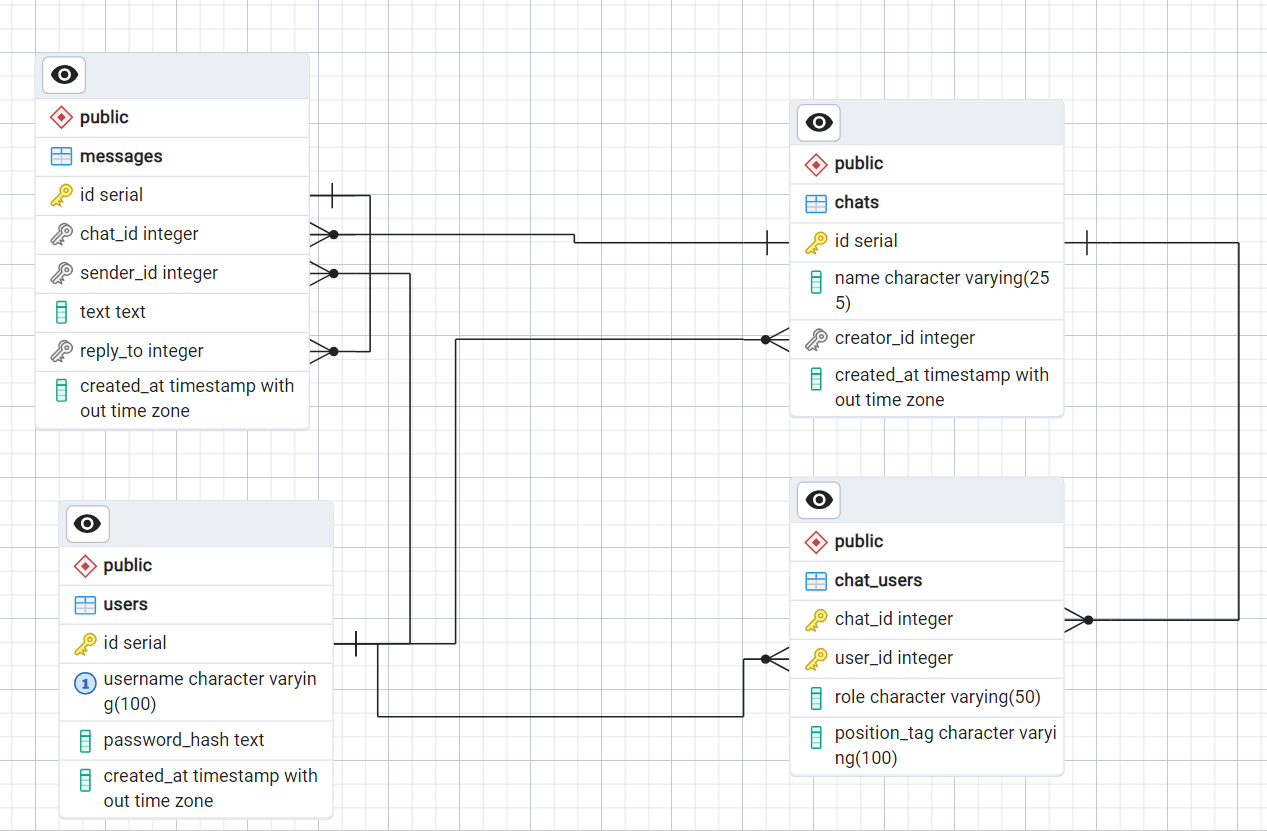 public
messages
id serial
chat_id integer
sender_id integer
text text
reply_to integer
created_at timestamp with
out time zone
public
chats
id serial
name character varying(25
5)
creator_id integer
created_at timestamp with
out time zone
public
users
id serial
1
username character varyin
g(100)
password_hash text
created_at timestamp with
out time zone
public
chat_users
chat_id integer
user_id integer
role character varying(50)
position_tag character varyi
ng(100)